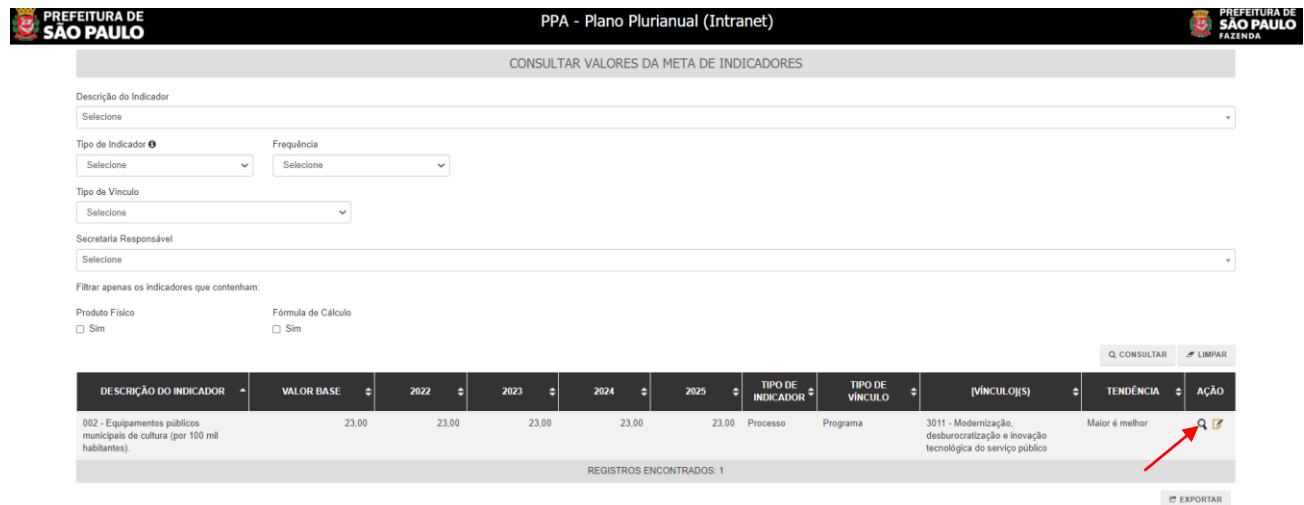 PREFEITURA DE
SÃO PAULO
PPA - Plano Plurianual (Intranet)
PREFEITURA DE
SÃO PAULO
FAZENDA
CONSULTAR VALORES DA META DE INDICADORES
Descrição do Indicador
Selecione
Tipo de Indicador Frequência
Selecione Selecione
Tipo de Vínculo
Selecione
Secretaria Responsável
Selecione
Filtrar apenas os indicadores que contenham:
Produto Físico Fórmula de Cálculo
Sim Sim
CONSULTAR LIMPAR
DESCRIÇÃO DO INDICADOR VALOR BASE 2022 2023 2024 2025 TIPO DE INDICADOR TIPO DE VÍNCULO [VÍNCULO](S) TENDÊNCIA AÇÃO
002 - Equipamentos públicos 23,00 23,00 23,00 23,00 23,00 Processo Programa 3011 - Modernização, Maior é melhor
municipais de cultura (por 100 mil desburocratização e inovação
habitantes). tecnológica do serviço público
REGISTROS ENCONTRADOS: 1
EXPORTAR